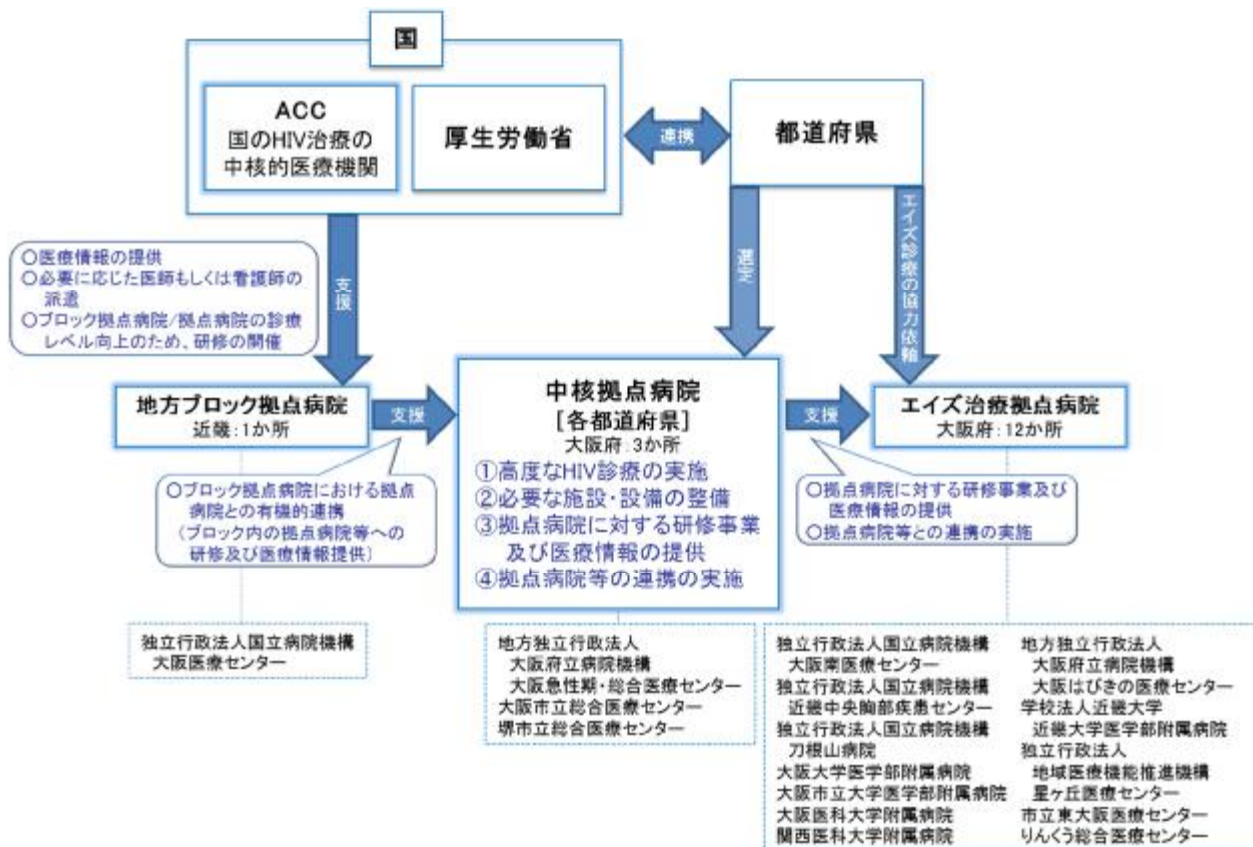 国
ACC
国のHIV治療の
中核的医療機関
厚生労働省
連携
都道府県
○医療情報の提供
○必要に応じた医師もしくは看護師の
派遣
○ブロック拠点病院/拠点病院の診療
レベル向上のため、研修の開催
支援
選定
エイズ診療の協力依頼
地方ブロック拠点病院
近畿:1か所
支援
中核拠点病院
[各都道府県]
大阪府:3か所
①高度なHIV診療の実施
②必要な施設・設備の整備
③拠点病院に対する研修事業
及び医療情報の提供
④拠点病院等の連携の実施
支援
エイズ治療拠点病院
大阪府:12か所
○ブロック拠点病院における拠点
病院との有機的連携
(ブロック内の拠点病院等への
研修及び医療情報提供)
○拠点病院に対する研修事業及び
医療情報の提供
○拠点病院等との連携の実施
独立行政法人国立病院機構
大阪医療センター
地方独立行政法人
大阪府立病院機構
大阪急性期・総合医療センター
大阪市立総合医療センター
堺市立総合医療センター
独立行政法人国立病院機構
大阪南医療センター
独立行政法人国立病院機構
近畿中央胸部疾患センター
独立行政法人国立病院機構
刀根山病院
大阪大学医学部附属病院
大阪市立大学医学部附属病院
大阪医科大学附属病院
関西医科大学附属病院
地方独立行政法人
大阪府立病院機構
大阪はびきの医療センター
学校法人近畿大学
近畿大学医学部附属病院
独立行政法人
地域医療機能推進機構
星ヶ丘医療センター
市立東大阪医療センター
りんくう総合医療センター